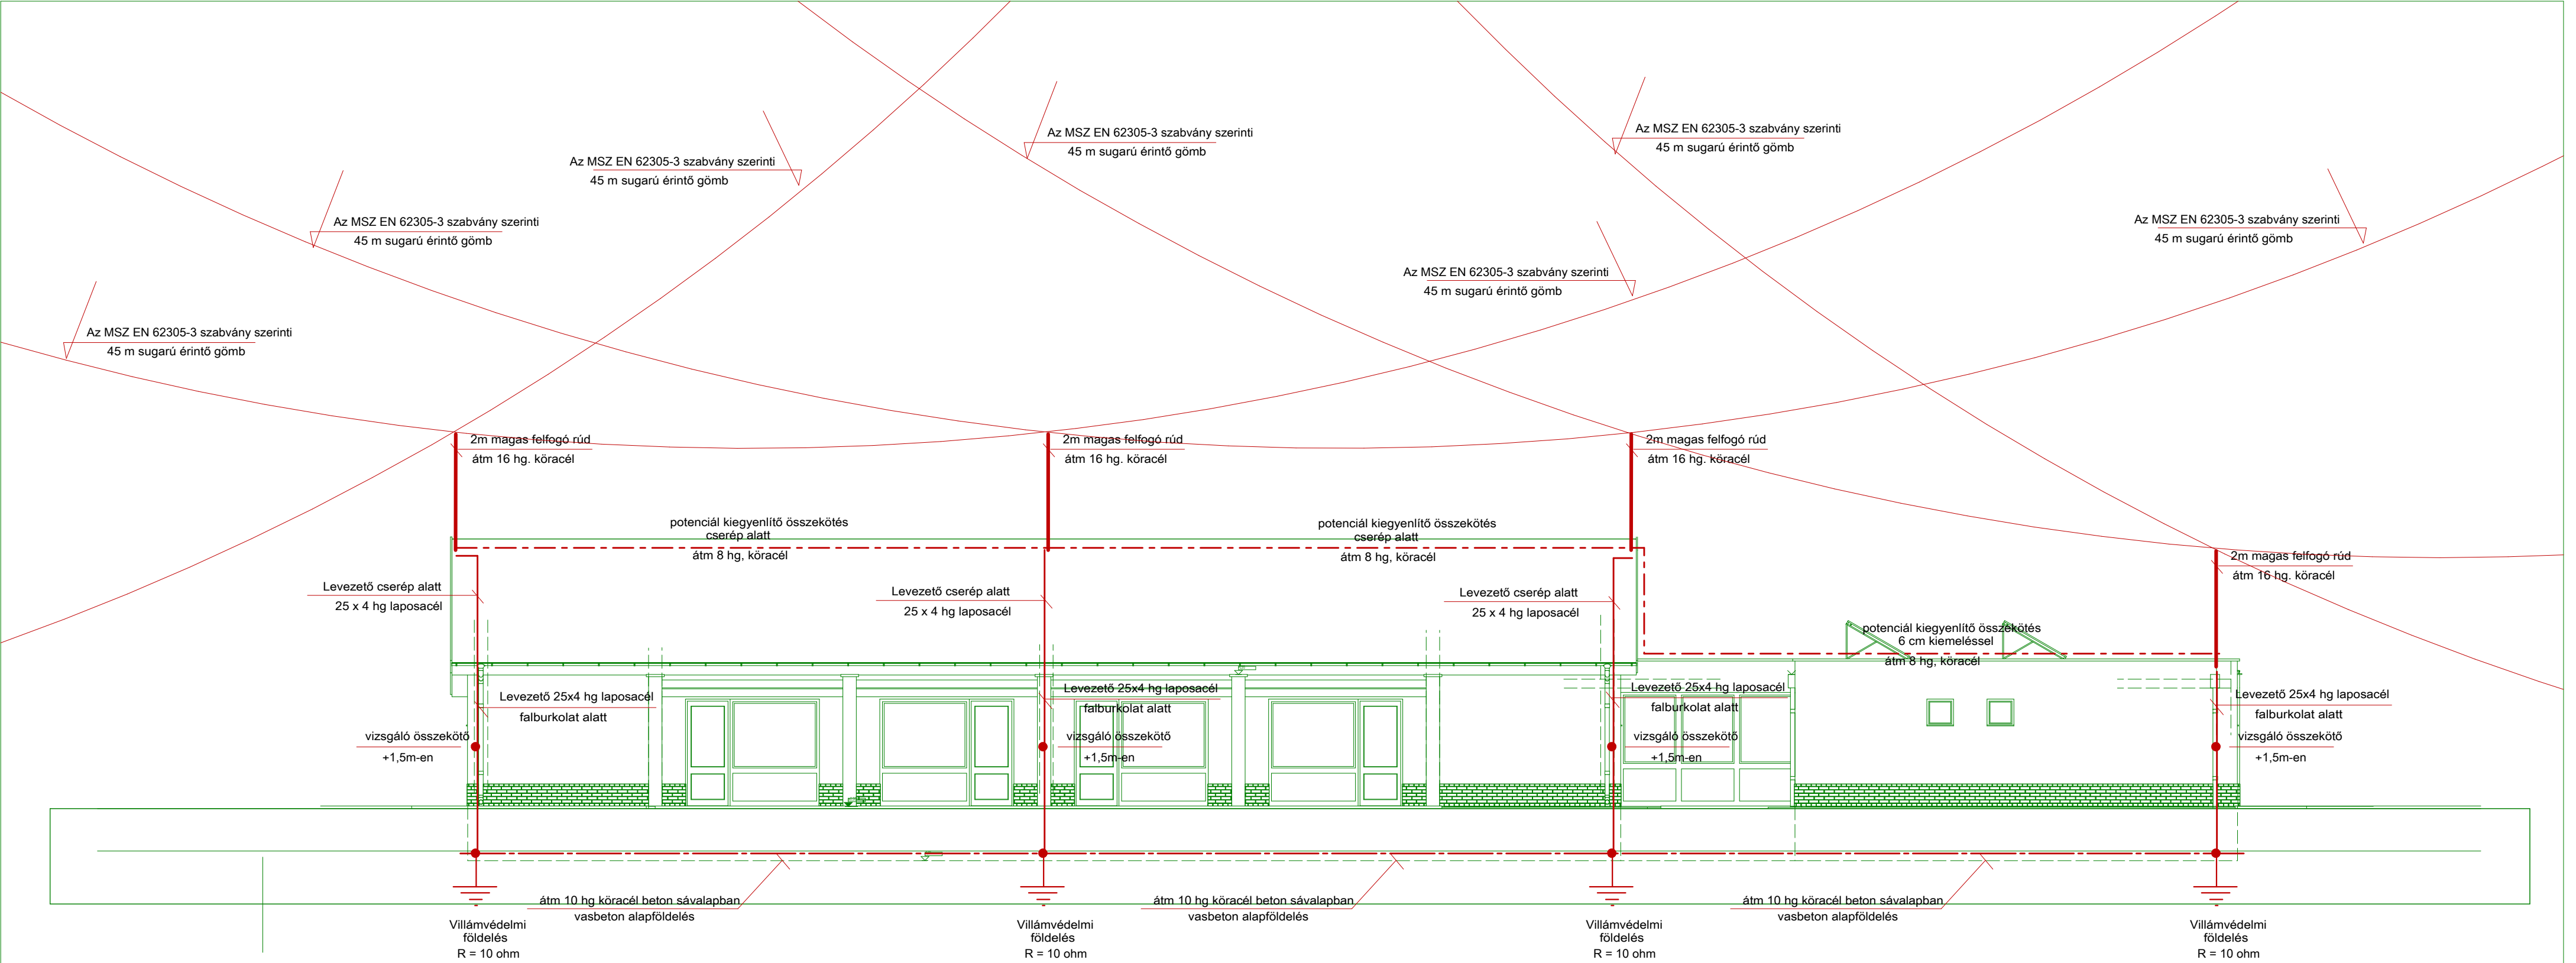 Az MSZ EN 62305-3 szabvány szerinti
45 m sugarú érintő gömb
Az MSZ EN 62305-3 szabvány szerinti
45 m sugarú érintő gömb
Az MSZ EN 62305-3 szabvány szerinti
45 m sugarú érintő gömb
Az MSZ EN 62305-3 szabvány szerinti
45 m sugarú érintő gömb
Az MSZ EN 62305-3 szabvány szerinti
45 m sugarú érintő gömb
Az MSZ EN 62305-3 szabvány szerinti
45 m sugarú érintő gömb
Az MSZ EN 62305-3 szabvány szerinti
45 m sugarú érintő gömb
Az MSZ EN 62305-3 szabvány szerinti
45 m sugarú érintő gömb
2m magas felfogó rúd
átm 16 hg. köracél
2m magas felfogó rúd
átm 16 hg. köracél
2m magas felfogó rúd
átm 16 hg. köracél
potenciál kiegyenlítő összekötés
cserép alatt
átm 8 hg, köracél
potenciál kiegyenlítő összekötés
cserép alatt
átm 8 hg, köracél
2m magas felfogó rúd
átm 16 hg. köracél
Levezető cserép alatt
25 x 4 hg laposacél
Levezető cserép alatt
25 x 4 hg laposacél
Levezető cserép alatt
25 x 4 hg laposacél
potenciál kiegyenlítő összekötés
6 cm kiemeléssel
átm 8 hg, köracél
Levezető 25x4 hg laposacél
falburkolat alatt
Levezető 25x4 hg laposacél
falburkolat alatt
Levezető 25x4 hg laposacél
falburkolat alatt
Levezető 25x4 hg laposacél
falburkolat alatt
vizsgáló összekötő
+1,5m-en
vizsgáló összekötő
+1,5m-en
vizsgáló összekötő
+1,5m-en
vizsgáló összekötő
+1,5m-en
átm 10 hg köracél beton sávalapban
vasbeton alapföldelés
átm 10 hg köracél beton sávalapban
vasbeton alapföldelés
átm 10 hg köracél beton sávalapban
vasbeton alapföldelés
Villámvédelmi
földelés
R = 10 ohm
Villámvédelmi
földelés
R = 10 ohm
Villámvédelmi
földelés
R = 10 ohm
Villámvédelmi
földelés
R = 10 ohm